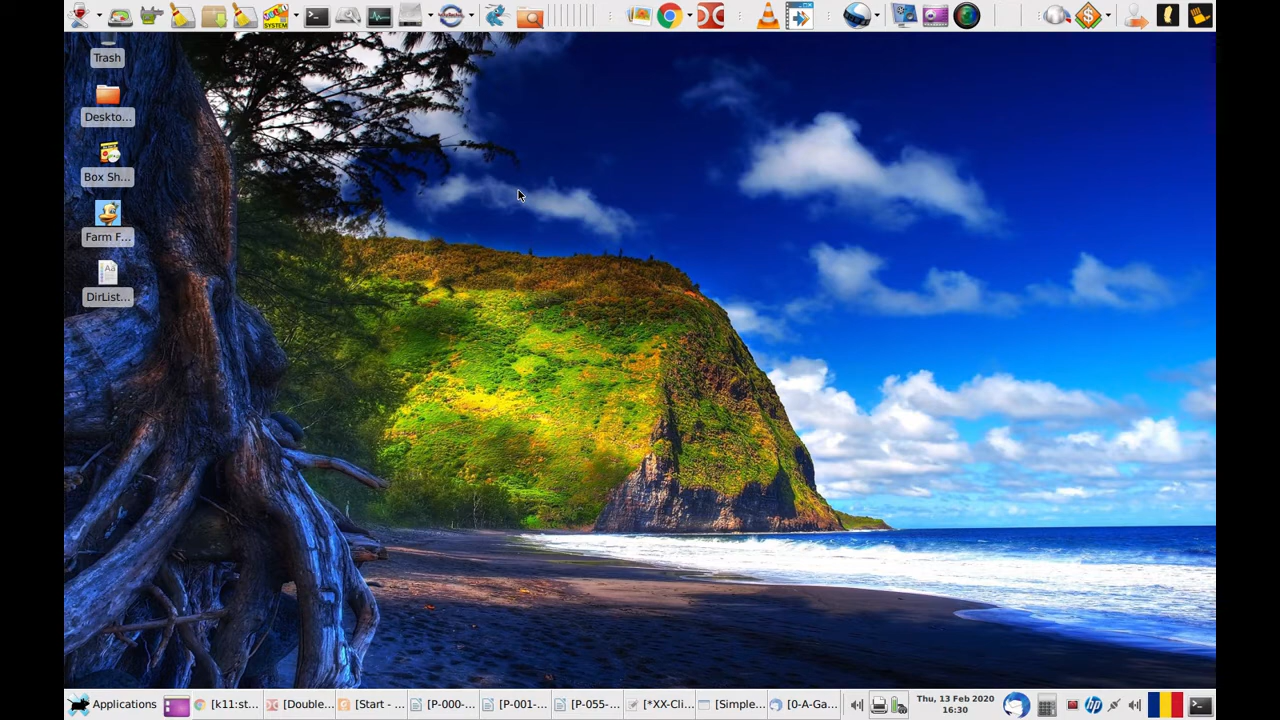 SYSTEM
Trash
Deskto...
Box Sh...
Farm F...
DirList...
Applications
[k11:st...
[Double...
[Start - ...
[P-000-...
[P-001-...
[P-055-...
[*XX-Cli...
[Simple...
[0-A-Ga...
Thu, 13 Feb 2020
16:30